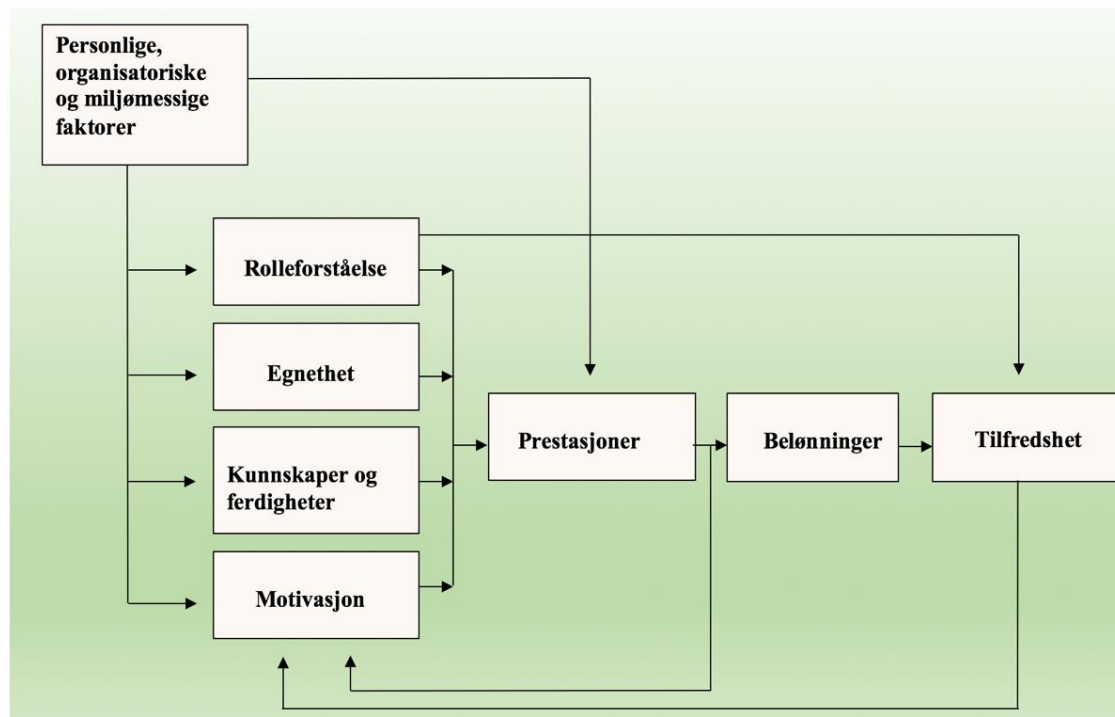 Personlige,
organisatoriske
og miljømessige
faktorer
Rolleforståelse
Egnethet
Kunnskaper og
ferdigheter
Motivasjon
Prestasjoner
Belønninger
Tilfredshet